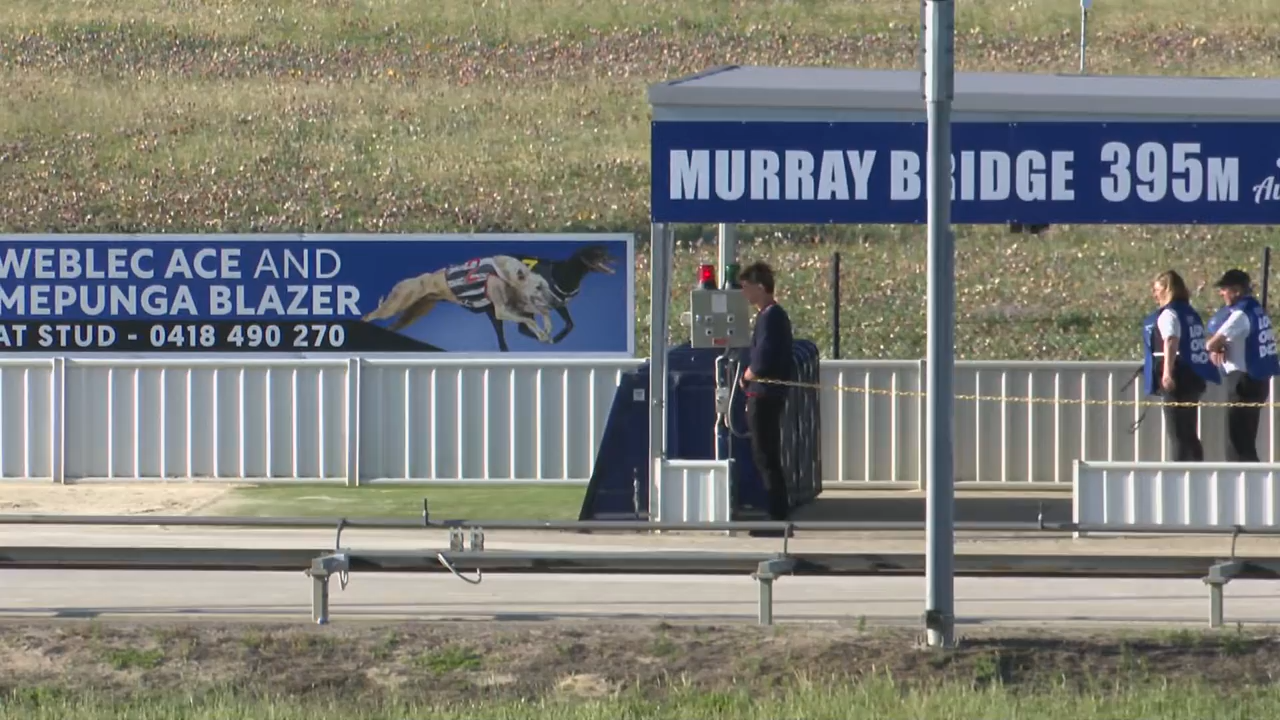 WEBLEC ACE AND
MEPUNGA BLAZER
AT STUD - 0418 490 270
MURRAY BRIDGE 395M